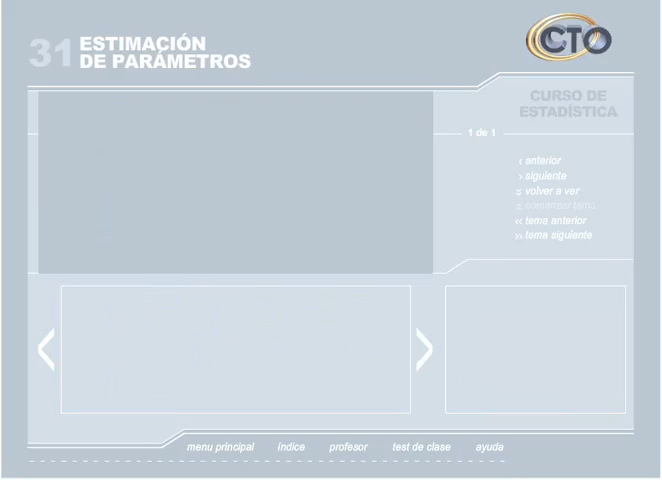 31 ESTIMACIÓN
DE PARÁMETROS
CTO
CURSO DE
ESTADÍSTICA
1 de 1
‹ anterior
› siguiente
volver a ver
comenzar tema
‹‹ tema anterior
›› tema siguiente
menu principal índice profesor test de clase ayuda